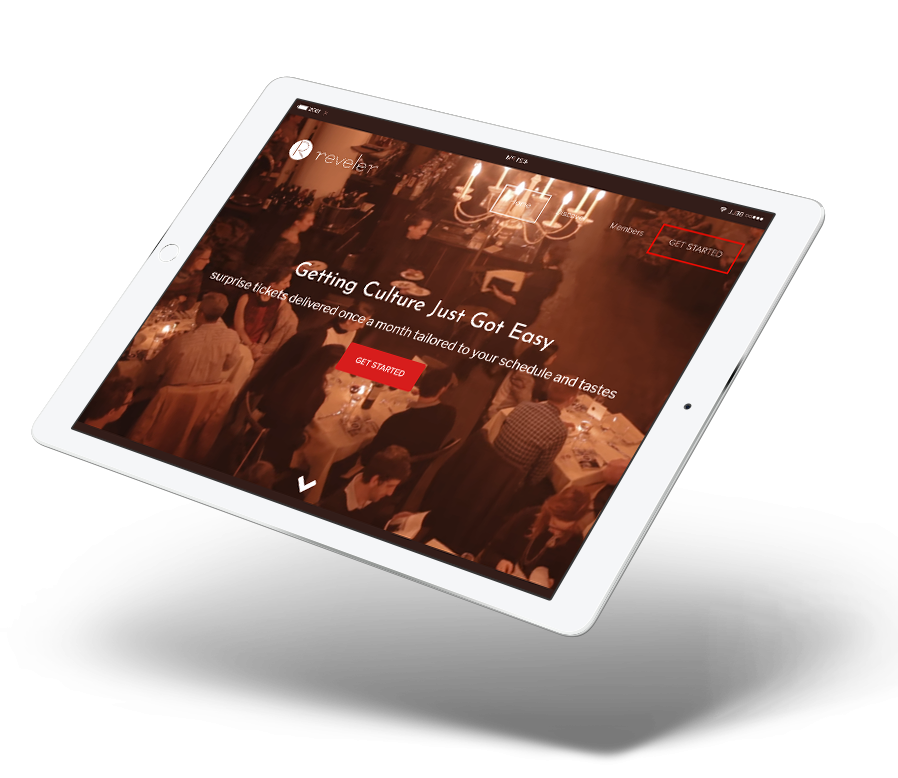 reveler
Members
GET STARTED
Getting Culture Just Got Easy
surprise tickets delivered once a month tailored to your schedule and tastes
GET STARTED